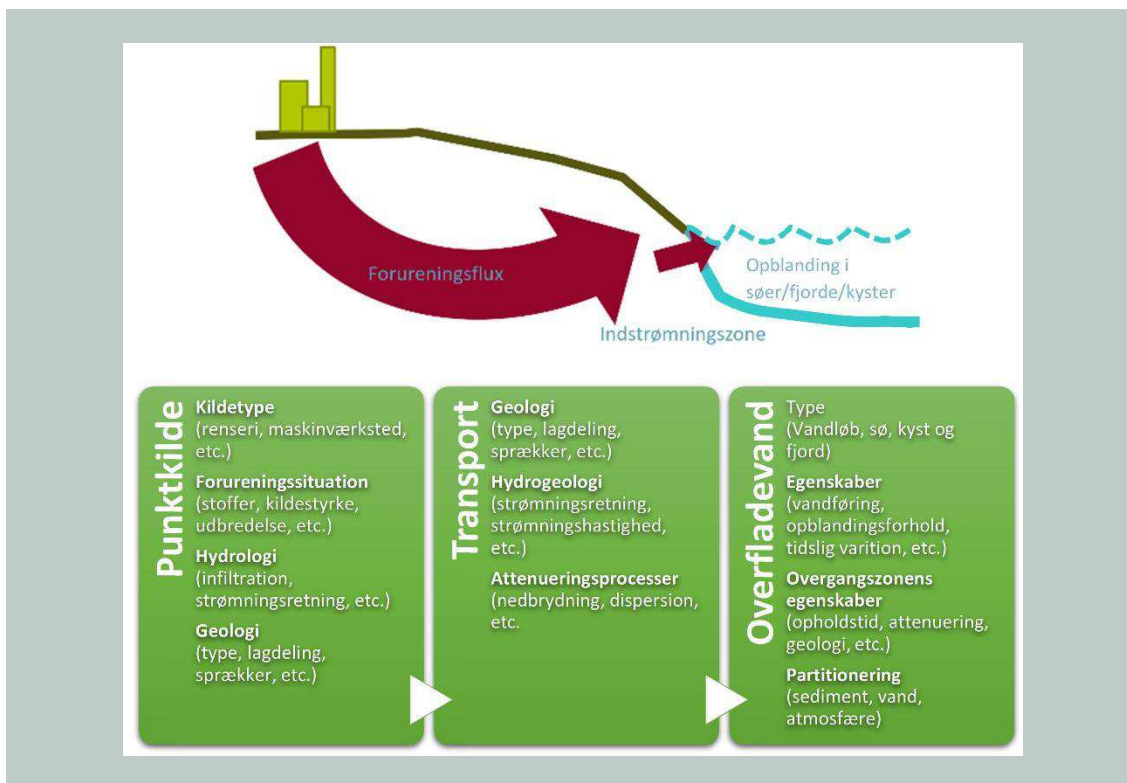 Forureningsflux
Opblanding i
søer/fjorde/kyster
Indstrømningszone
Punktkilde
Kildetype
(renseri, maskinværksted,
etc.)
Forureningssituation
(stoffer, kildestyrke,
udbredelse, etc.)
Hydrologi
(infiltration,
strømningsretning, etc.)
Geologi
(type, lagdeling,
sprækker, etc.)
Transport
Geologi
(type, lagdeling,
sprækker, etc.)
Hydrogeologi
(strømningsretning,
strømningshastighed,
etc.)
Attenueringsprocesser
(nedbrydning, dispersion,
etc.
Overfladevand
Type
(Vandløb, sø, kyst og
fjord)
Egenskaber
(vandføring,
opblandingsforhold,
tidslig varition, etc.)
Overgangszonens
egenskaber
(opholdstid, attenuering,
geologi, etc.)
Partitionering
(sediment, vand,
atmosfære)